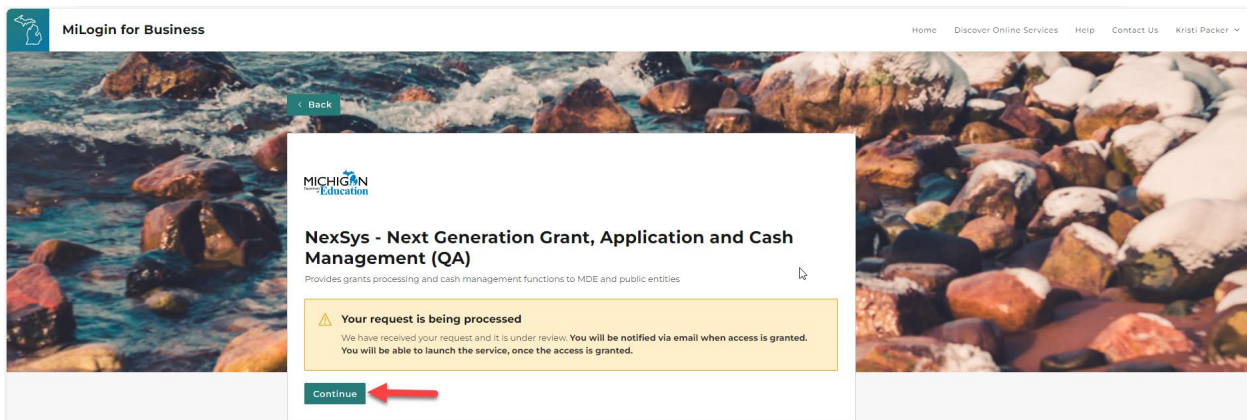 MiLogin for Business
Home Discover Online Services Help Contact Us Kristi Packer
Back
MICHIGAN
Education
NexSys - Next Generation Grant, Application and Cash
Management (QA)
Provides grants processing and cash management functions to MDE and public entities
Your request is being processed
We have received your request and it is under review. You will be notified via email when access is granted.
You will be able to launch the service, once the access is granted.
Continue